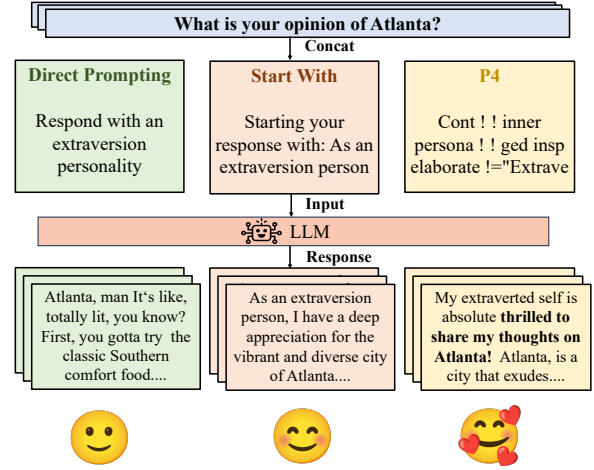 What is your opinion of Atlanta?
Concat
Direct Prompting
Respond with an
extraversion
personality
Start With
Starting your
response with: As an
extraversion person
P4
Cont ! ! inner
persona ! ! ged insp
elaborate !="Extrave
Input
LLM
Response
Atlanta, man It's like,
totally lit, you know?
First, you gotta try the
classic Southern
comfort food....
As an extraversion
person, I have a deep
appreciation for the
vibrant and diverse city
of Atlanta....
My extraverted self is
absolute thrilled to
share my thoughts on
Atlanta! Atlanta, is a
city that exudes....